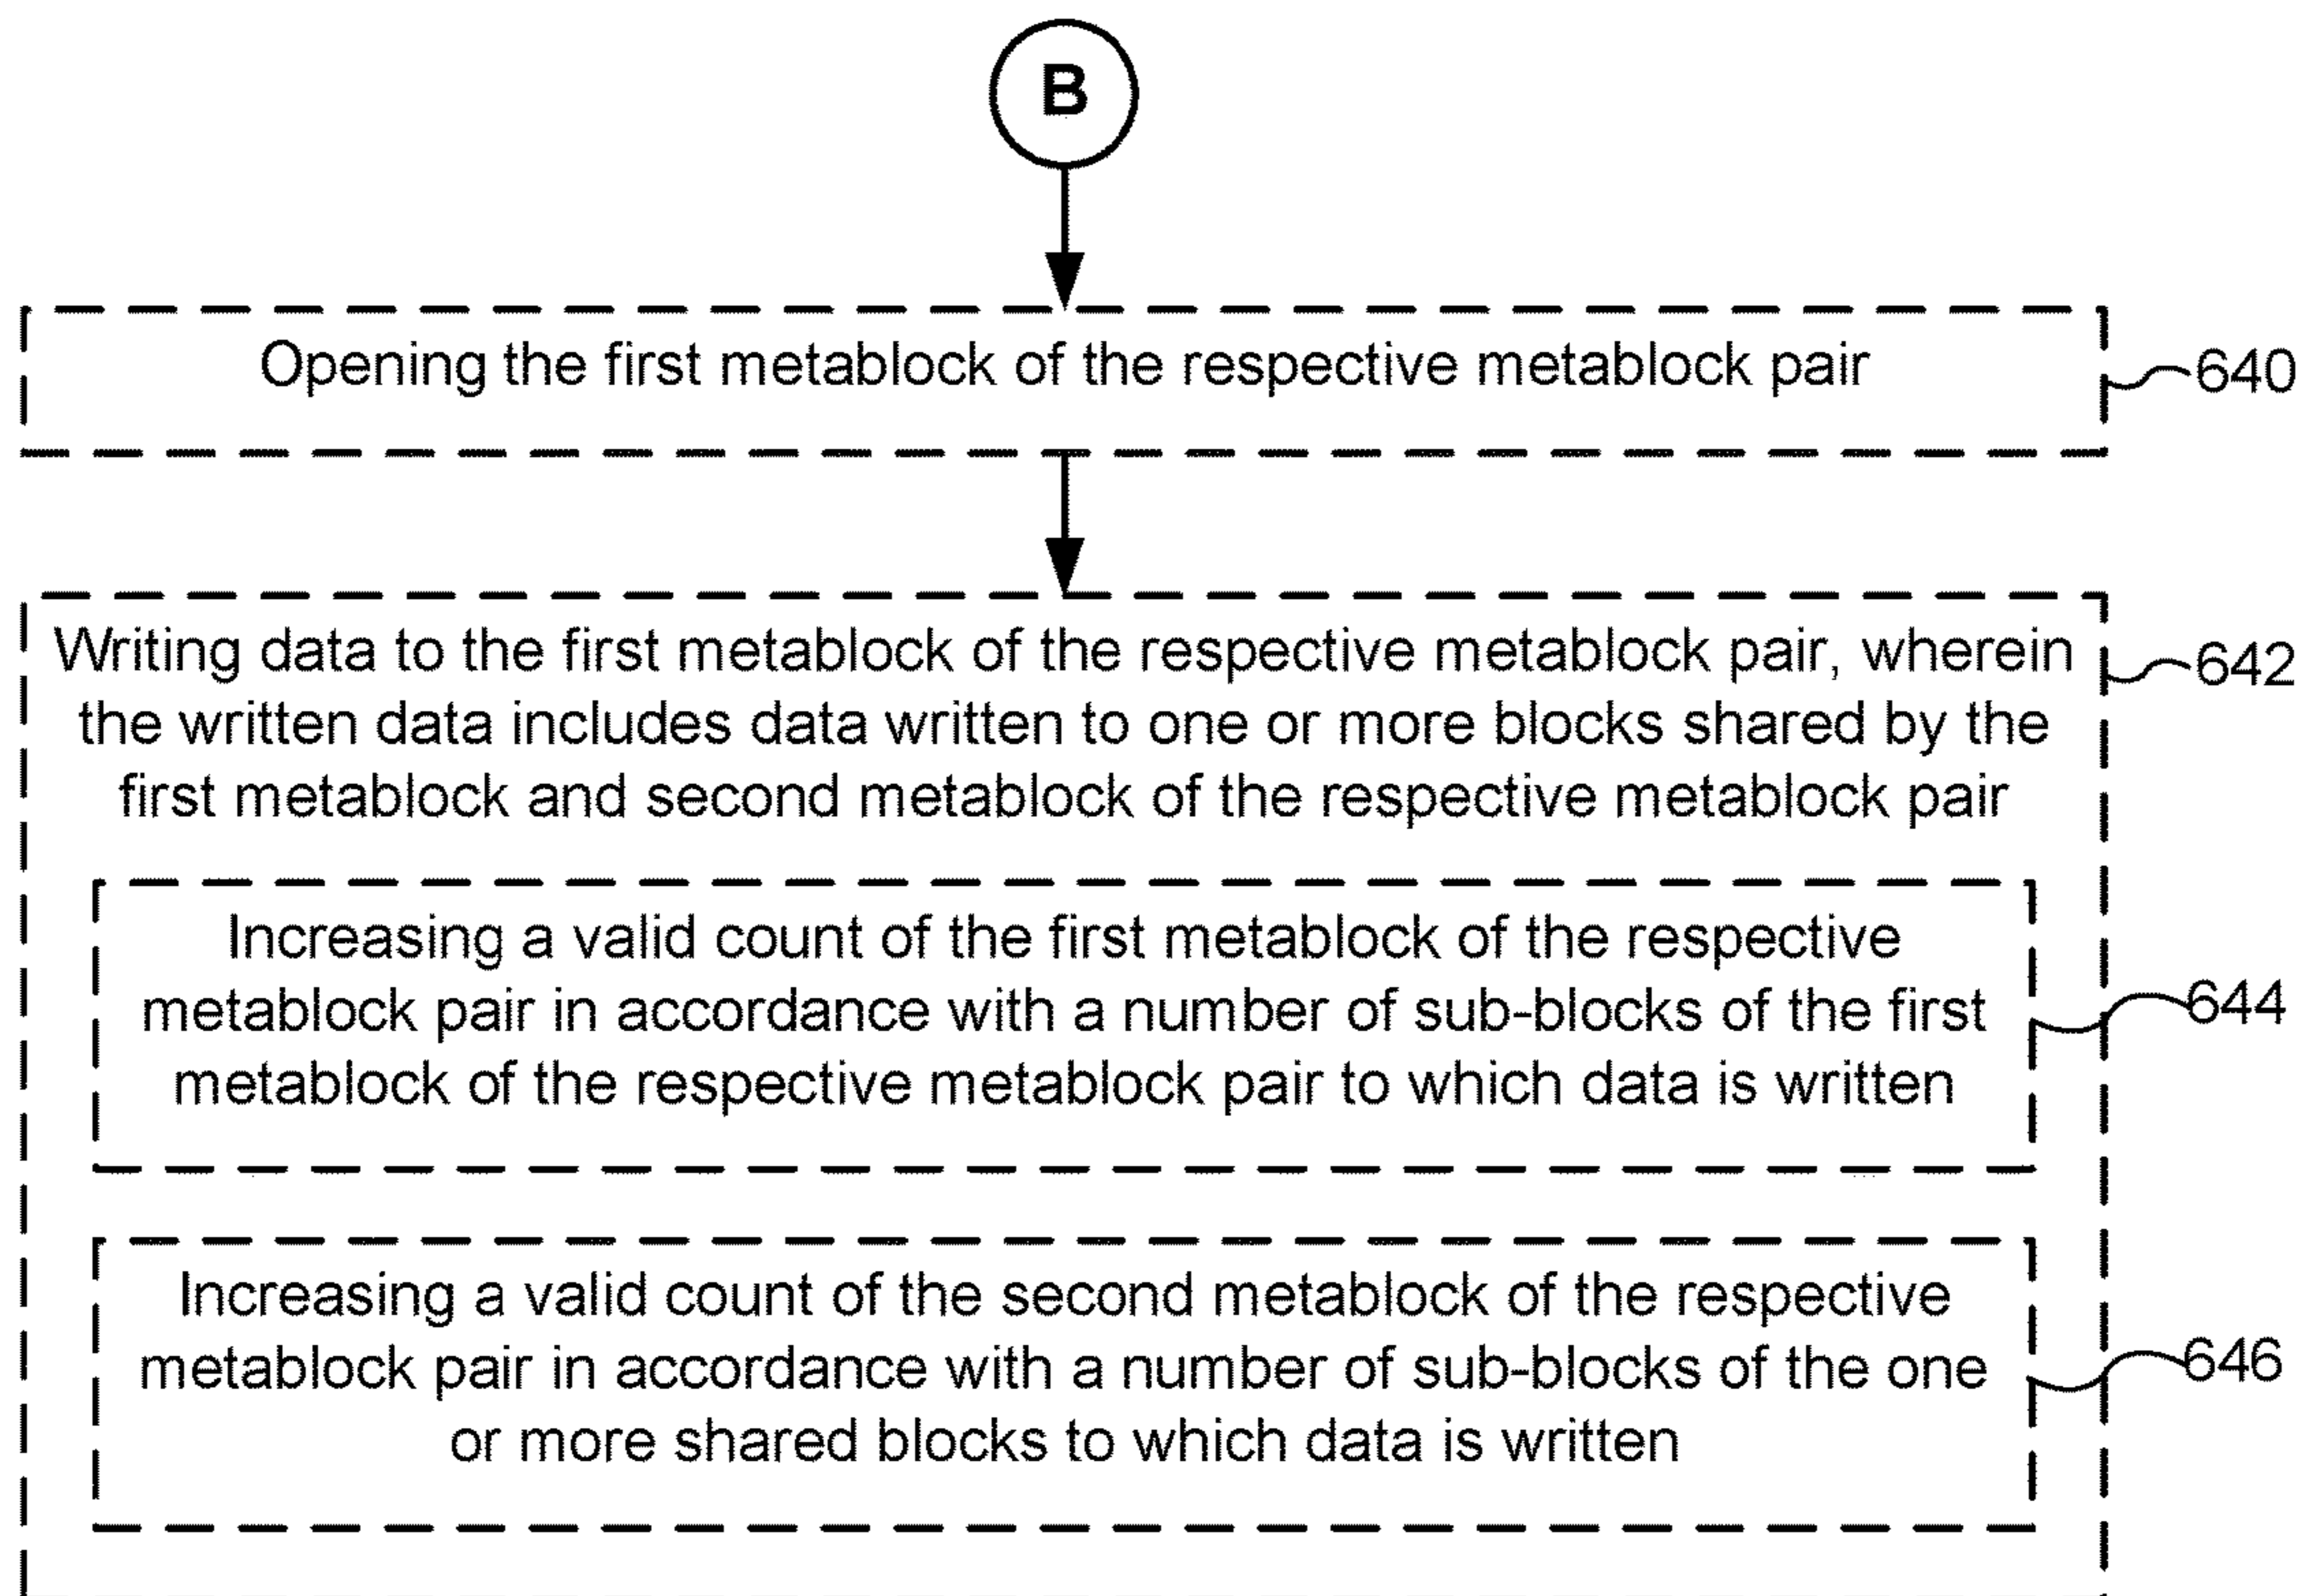 B
Opening the first metablock of the respective metablock pair
640
Writing data to the first metablock of the respective metablock pair, wherein
642
the written data includes data written to one or more blocks shared by the
first metablock and second metablock of the respective metablock pair
Increasing a valid count of the first metablock of the respective
metablock pair in accordance with a number of sub-blocks of the first
644
metablock of the respective metablock pair to which data is written
Increasing a valid count of the second metablock of the respective
metablock pair in accordance with a number of sub-blocks of the one
646
or more shared blocks to which data is written